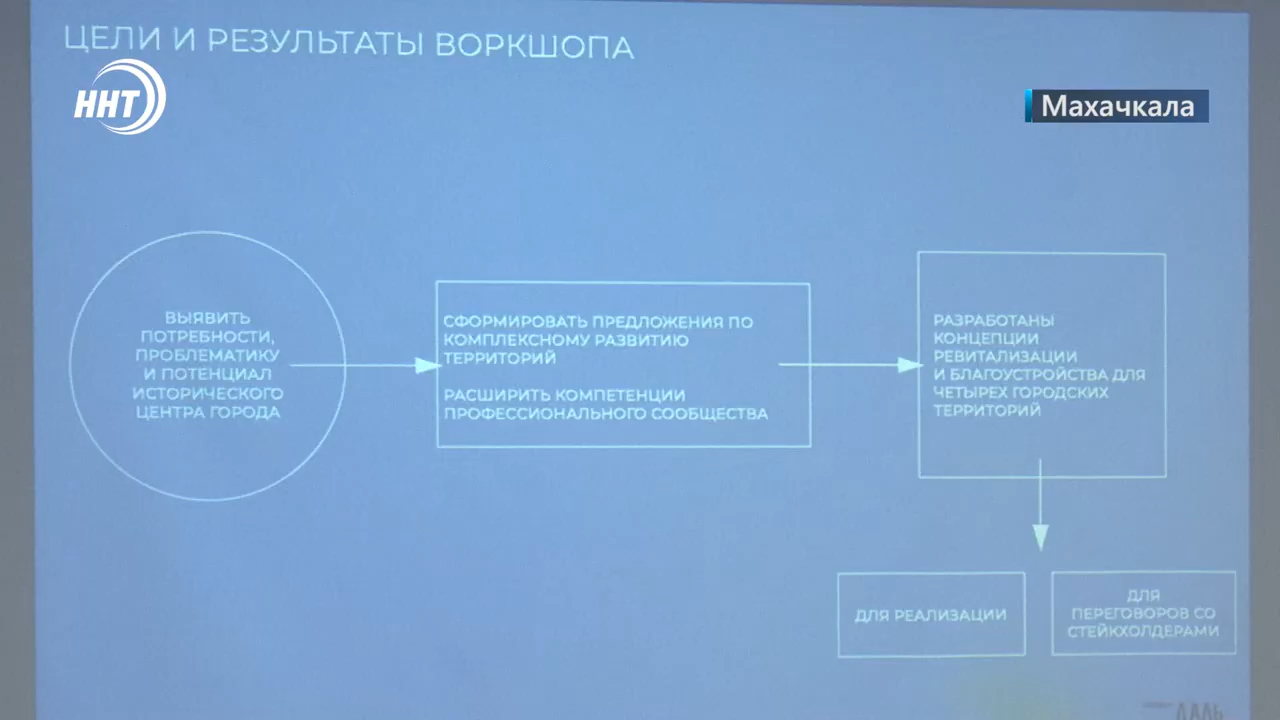 ЦЕЛИ И РЕЗУЛЬТАТЫ ВОРКШОПА
ННТ
Махачкала
ВЫЯВИТЬ
ПОТРЕБНОСТИ,
ПРОБЛЕМАТИКУ
И ПОТЕНЦИАЛ
ИСТОРИЧЕСКОГО
ЦЕНТРА ГОРОДА
СФОРМИРОВАТЬ ПРЕДЛОЖЕНИЯ ПО
КОМПЛЕКСНОМУ РАЗВИТИЮ
ТЕРРИТОРИЙ
РАСШИРИТЬ КОМПЕТЕНЦИИ
ПРОФЕССИОНАЛЬНОГО СООБЩЕСТВА
РАЗРАБОТАНЫ
КОНЦЕПЦИИ
РЕВИТАЛИЗАЦИИ
И БЛАГОУСТРОЙСТВА ДЛЯ
ЧЕТЫРЕХ ГОРОДСКИХ
ТЕРРИТОРИЙ
ДЛЯ РЕАЛИЗАЦИИ
ДЛЯ
ПЕРЕГОВОРОВ СО
СТЕЙКХОЛДЕРАМИ